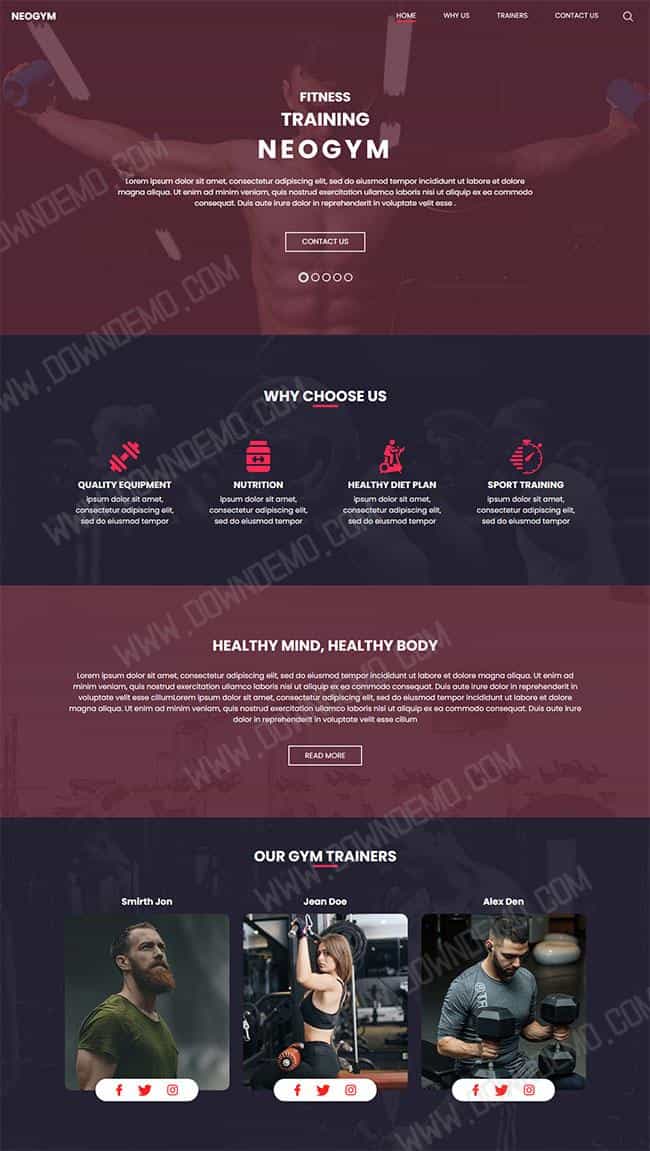 NEOGYM
HOME WHY US TRAINERS CONTACT US
FITNESS
TRAINING
NEOGYM
Lorem ipsum dolor sit amet, consectetur adipiscing elit, sed do eiusmod tempor incididunt ut labore et dolore
magna aliqua. Ut enim ad minim veniam, quis nostrud exercitation ullamco laboris nisi ut aliquip ex ea commodo
consequat. Duis aute irure dolor in reprehenderit in voluptate velit esse .
CONTACT US
WHY CHOOSE US
QUALITY EQUIPMENT
ipsum dolor sit amet,
consectetur adipiscing elit,
sed do eiusmod tempor
NUTRITION
ipsum dolor sit amet,
consectetur adipiscing elit,
sed do eiusmod tempor
HEALTHY DIET PLAN
ipsum dolor sit amet,
consectetur adipiscing elit,
sed do eiusmod tempor
SPORT TRAINING
ipsum dolor sit amet,
consectetur adipiscing elit,
sed do eiusmod tempor
HEALTHY MIND, HEALTHY BODY
Lorem ipsum dolor sit amet, consectetur adipiscing elit, sed do eiusmod tempor incididunt ut labore et dolore magna aliqua. Ut enim ad
minim veniam, quis nostrud exercitation ullamco laboris nisi ut aliquip ex ea commodo consequat. Duis aute irure dolor in reprehenderit in
voluptate velit esse cillumLorem ipsum dolor sit amet, consectetur adipiscing elit, sed do eiusmod tempor incididunt ut labore et dolore
magna aliqua. Ut enim ad minim veniam, quis nostrud exercitation ullamco laboris nisi ut aliquip ex ea commodo consequat. Duis aute irure
dolor in reprehenderit in voluptate velit esse cillum
READ MORE
OUR GYM TRAINERS
Smirth Jon
Jean Doe
Alex Den
WWW.DOWNDEMO.COM